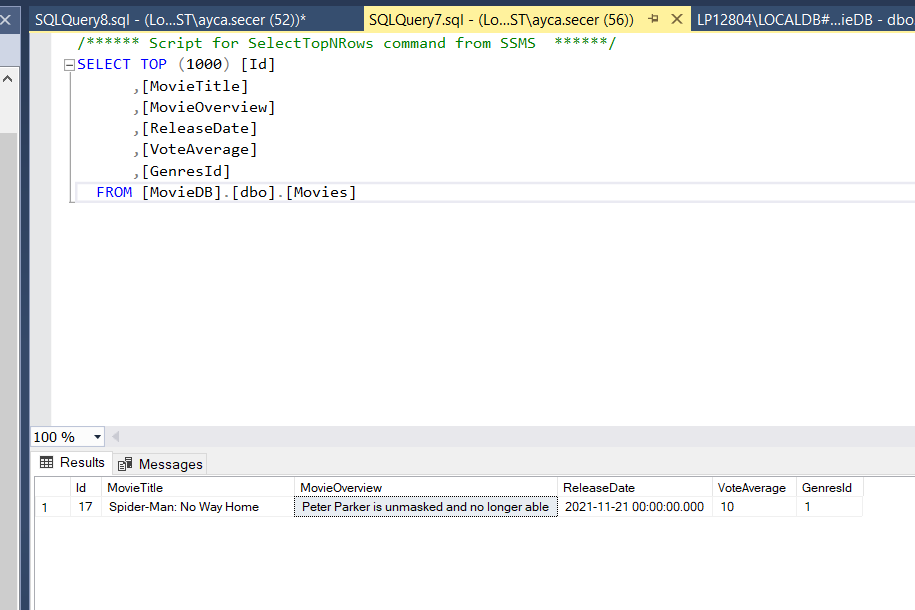 SQLQuery8.sql - (Lo...ST\ayca.secer (52))*
SQLQuery7.sql - (Lo...ST\ayca.secer (56))
LP12804\LOCALDB#...ieDB - dbo
/****** Script for SelectTopNRows command from SSMS  ******/
SELECT TOP (1000) [Id]
,[MovieTitle]
,[MovieOverview]
,[ReleaseDate]
,[VoteAverage]
,[GenresId]
FROM [MovieDB].[dbo].[Movies]
100 %
Results Messages
Id MovieTitle MovieOverview ReleaseDate VoteAverage GenresId
1 17 Spider-Man: No Way Home Peter Parker is unmasked and no longer able 2021-11-21 00:00:00.000 10 1